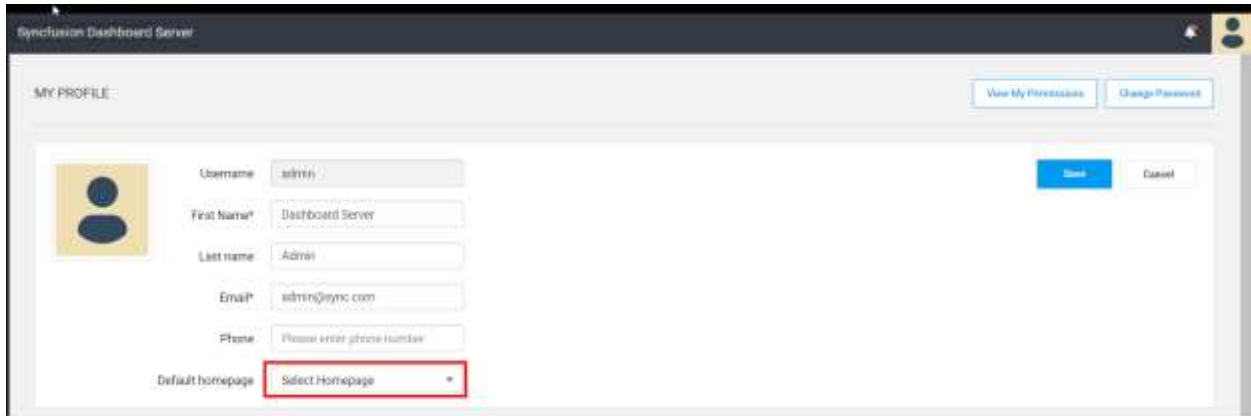 Syncfusion Dashboard Server
MY PROFILE
View My Permissions
Change Password
Username
admin
Save
Cancel
First Name*
Dashboard Server
Last name
Admin
Email*
admin@sync.com
Phone
Please enter phone number
Default homepage
Select Homepage